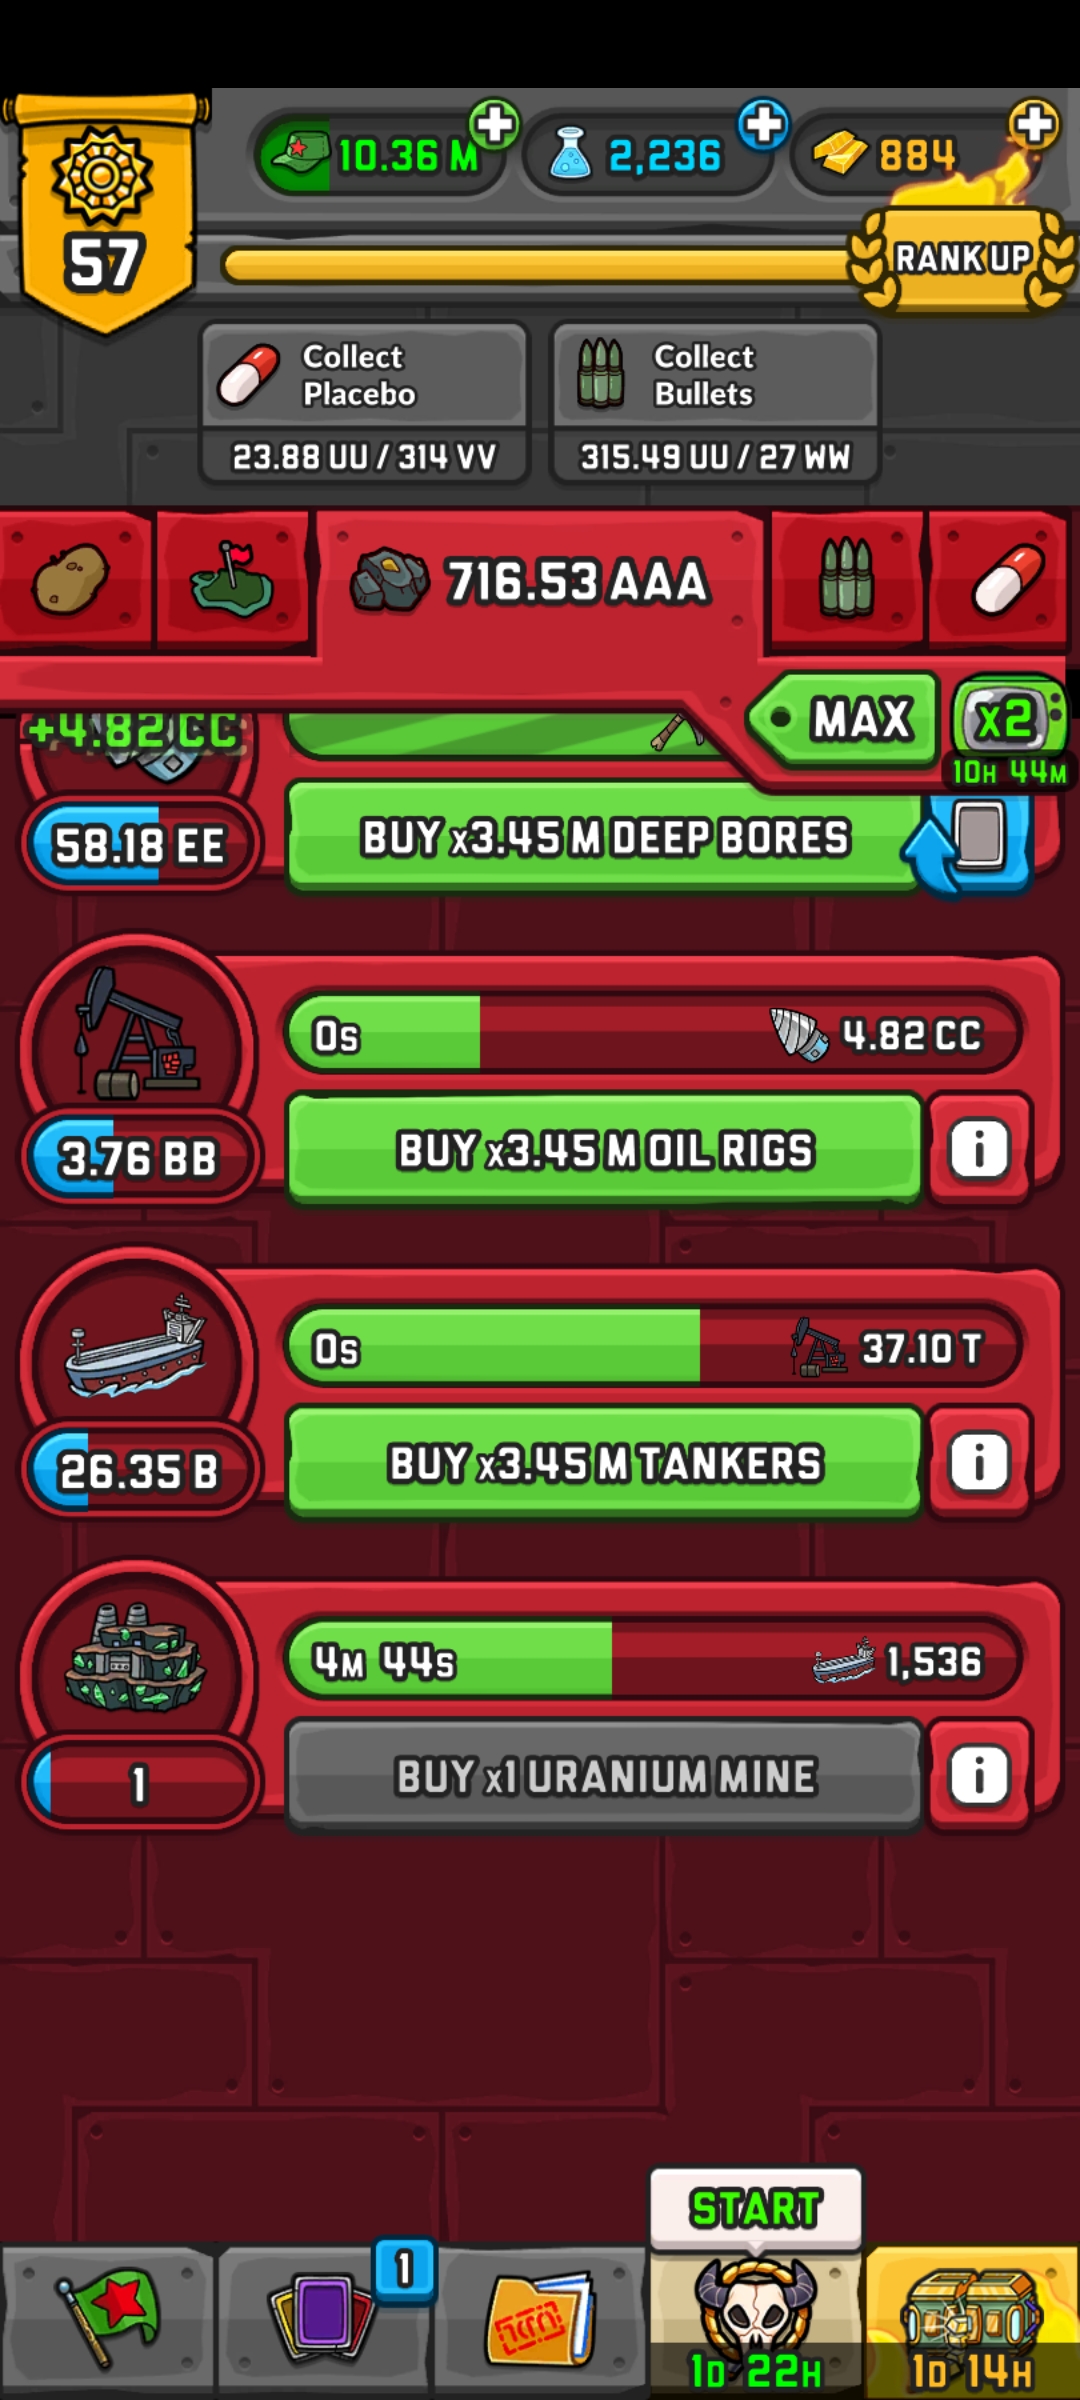 10.36 M
2,236
884
57
RANK UP
Collect
Placebo
23.88 UU / 314 VV
Collect
Bullets
315.49 UU / 27 WW
716.53 AAA
MAX
x2
10H 44M
+4.82 CC
58.18 EE
BUY x3.45 M DEEP BORES
0s
4.82 CC
3.76 BB
BUY x3.45 M OIL RIGS
i
0s
37.10 T
26.35 B
BUY x3.45 M TANKERS
i
4M 44S
1,536
1
BUY x1 URANIUM MINE
i
START
1
1D 22H
1D 14H